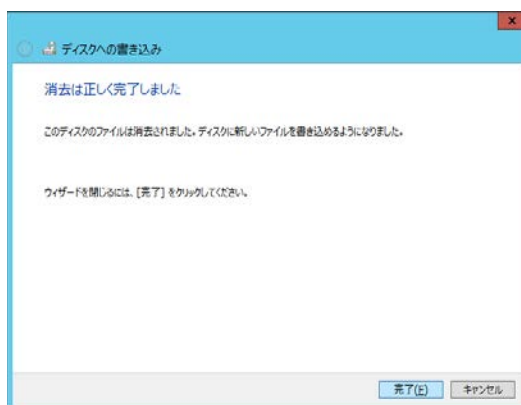 ディスクへの書き込み
消去は正しく完了しました
このディスクのファイルは消去されました。ディスクに新しいファイルを書き込めるようになりました。
ウィザードを閉じるには、[完了] をクリックしてください。
完了(E)
キャンセル